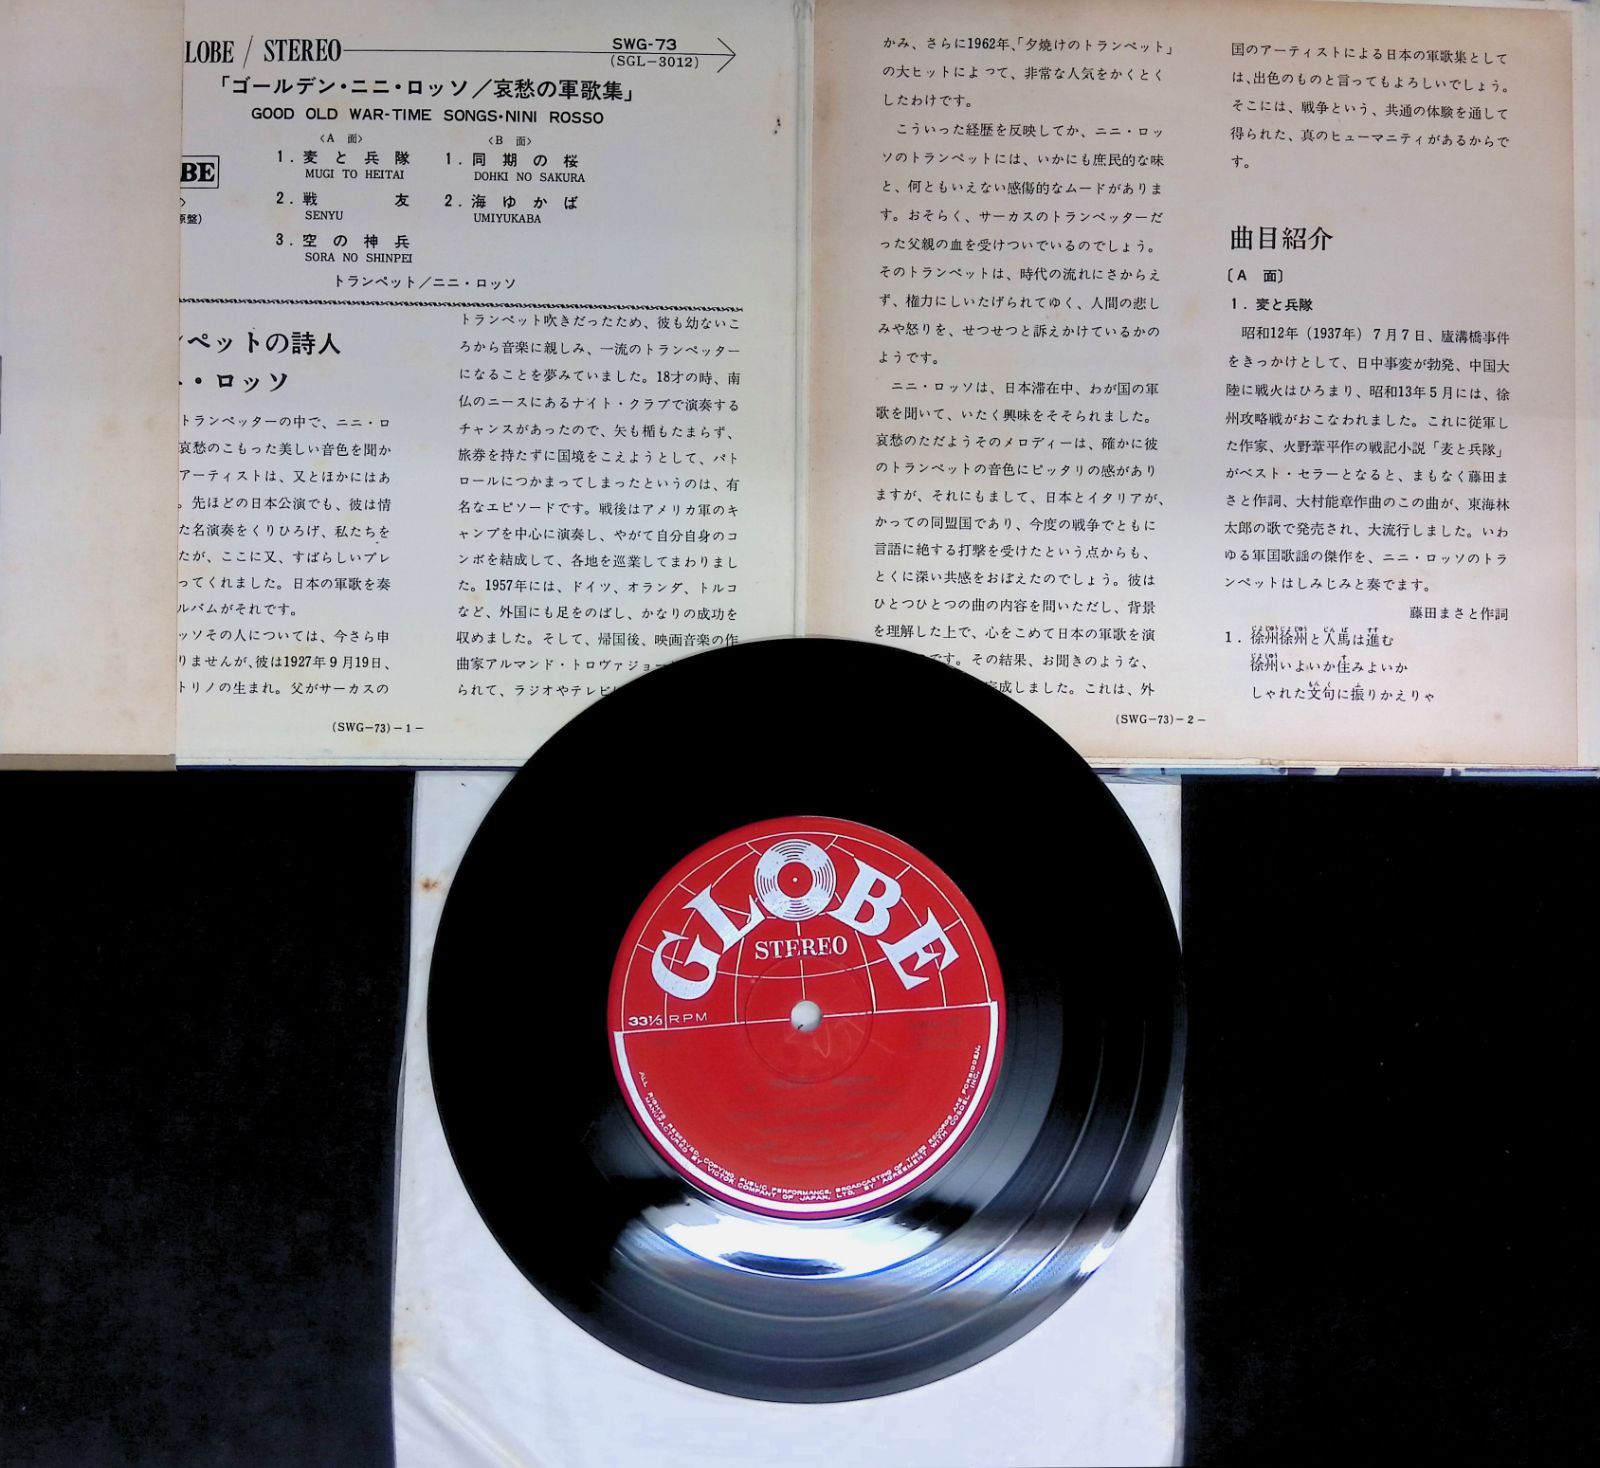 LOBE / STEREO
SWG-73
(SGL-3012)
「ゴールデン・ニニ・ロッソ/哀愁の軍歌集」
GOOD OLD WAR-TIME SONGS・NINI ROSSO
〈A 面〉
1. 麦と兵隊
MUGI TO HEITAI
2. 戦友
SENYU
3. 空の神兵
SORA NO SHINPEI
〈B 面〉
1. 同期の桜
DOHKI NO SAKURA
2. 海ゆかば
UMIYUKABA
トランペット/ニニ・ロッソ
BE
原盤)
ペットの詩人
・ロッソ
トランペッターの中で、ニニ・ロ
哀愁のこもった美しい音色を聞か
アーティストは、又とほかにはあ
。先ほどの日本公演でも、彼は情
た名演奏をくりひろげ、私たちを
たが、ここに又、すばらしいプレ
ってくれました。日本の軍歌を奏
ルバムがそれです。
ッソその人については、今さら申
りませんが、彼は1927年9月19日、
トリノの生まれ。父がサーカスの
トランペット吹きだったため、彼も幼ないこ
ろから音楽に親しみ、一流のトランペッター
になることを夢みていました。18才の時、南
仏のニースにあるナイト・クラブで演奏する
チャンスがあったので、矢も楯もたまらず、
旅券を持たずに国境をこえようとして、パト
ロールにつかまってしまったというのは、有
名なエピソードです。戦後はアメリカ軍のキ
ャンプを中心に演奏し、やがて自分自身のコ
ンボを結成して、各地を巡業してまわりまし
た。1957年には、ドイツ、オランダ、トルコ
など、外国にも足をのばし、かなりの成功を
収めました。そして、帰国後、映画音楽の作
曲家アルマンド・トロヴァジョー
られて、ラジオやテレビ
(SWG-73)-1-
かみ、さらに1962年、「夕焼けのトランペット」
の大ヒットによって、非常な人気をかくとく
したわけです。
こういった経歴を反映してか、ニニ・ロッ
ソのトランペットには、いかにも庶民的な味
と、何ともいえない感傷的なムードがありま
す。おそらく、サーカスのトランペッターだ
った父親の血を受けついでいるのでしょう。
そのトランペットは、時代の流れにさからえ
ず、権力にしいたげられてゆく、人間の悲し
みや怒りを、せつせつと訴えかけているかの
ようです。
ニニ・ロッソは、日本滞在中、わが国の軍
歌を聞いて、いたく興味をそそられました。
哀愁のただようそのメロディーは、確かに彼
のトランペットの音色にピッタリの感があり
ますが、それにもまして、日本とイタリアが、
かっての同盟国であり、今度の戦争でともに
言語に絶する打撃を受けたという点からも、
とくに深い共感をおぼえたのでしょう。彼は
ひとつひとつの曲の内容を問いただし、背景
を理解した上で、心をこめて日本の軍歌を演
です。その結果、お聞きのような、
完成しました。これは、外
(SWG-73)-2-
国のアーティストによる日本の軍歌集として
は、出色のものと言ってもよろしいでしょう。
そこには、戦争という、共通の体験を通して
得られた、真のヒューマニティがあるからで
す。
曲目紹介
〔A 面〕
1. 麦と兵隊
昭和12年(1937年)7月7日、廬溝橋事件
をきっかけとして、日中事変が勃発、中国大
陸に戦火はひろまり、昭和13年5月には、徐
州攻略戦がおこなわれました。これに従軍し
た作家、火野葦平作の戦記小説「麦と兵隊」
がベスト・セラーとなると、まもなく藤田ま
さと作詞、大村能章作曲のこの曲が、東海林
太郎の歌で発売され、大流行しました。いわ
ゆる軍国歌謡の傑作を、ニニ・ロッソのトラ
ンペットはしみじみと奏でます。
藤田まさと作詞
1. 徐州徐州と人馬は進む
徐州いよいか住みよいか
しゃれた文句に振りかえりゃ
GLOBE
STEREO
33⅓ RPM
ALL RIGHTS RESERVED. COPYING, PUBLIC PERFORMANCE, BROADCASTING OF THESE RECORDS ARE FORBIDDEN.
MANUFACTURED BY VICTOR COMPANY OF JAPAN, LTD. BY AGREEMENT WITH COSDEL INC.